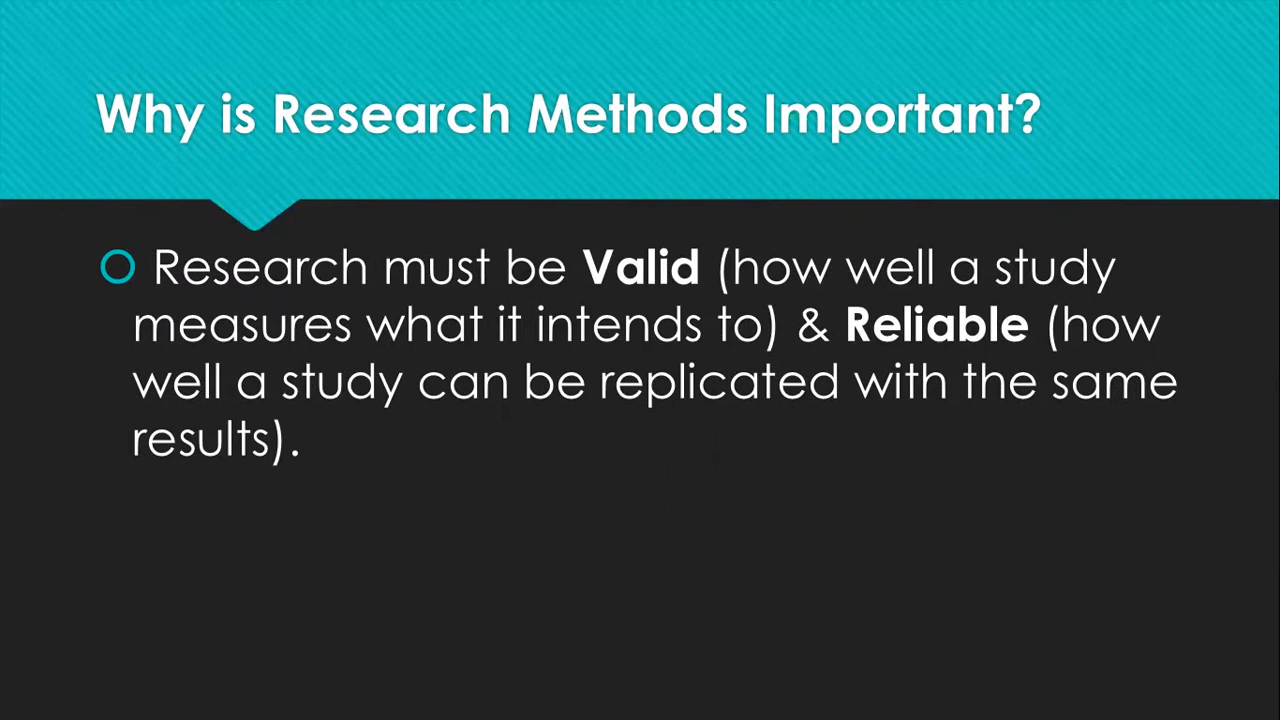 Why is Research Methods Important?
Research must be Valid (how well a study
measures what it intends to) & Reliable (how
well a study can be replicated with the same
results).